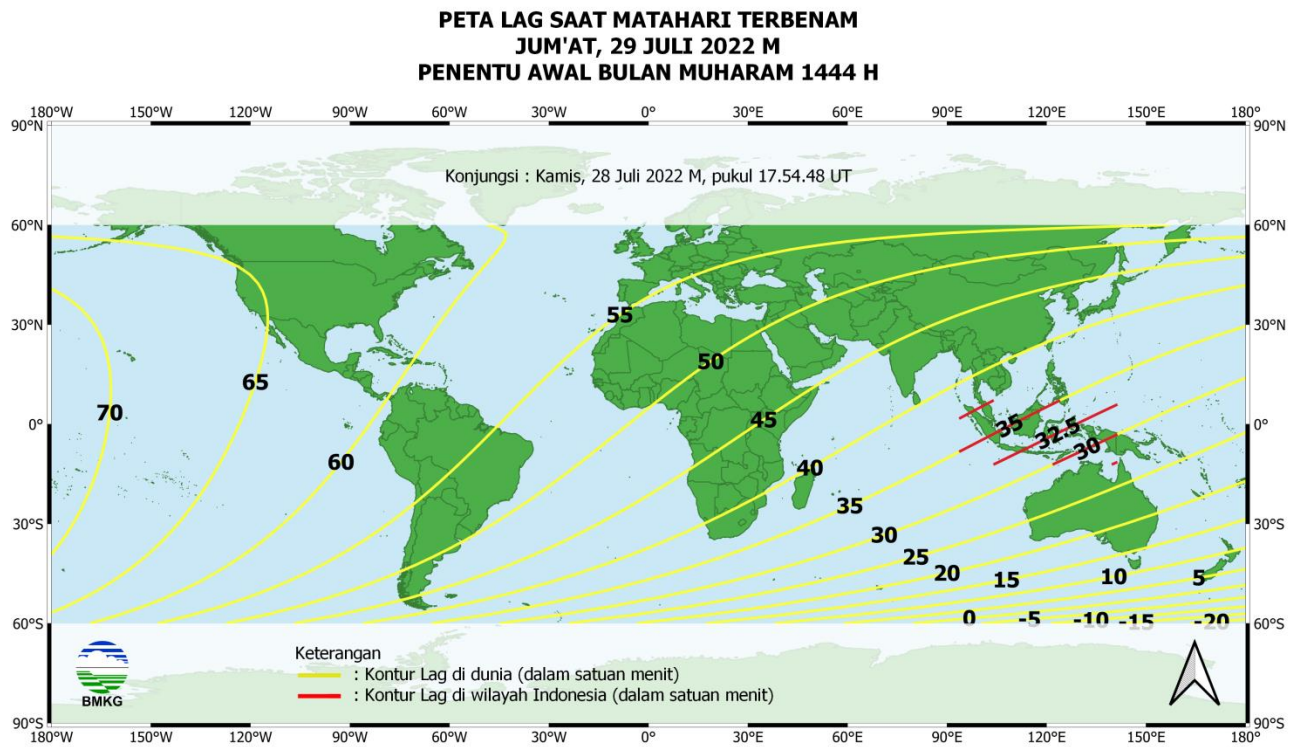 PETA LAG SAAT MATAHARI TERBENAM
JUM'AT, 29 JULI 2022 M
PENENTU AWAL BULAN MUHARAM 1444 H
180°W 150°W 120°W 90°W 60°W 30°W 0° 30°E 60°E 90°E 120°E 150°E 180°
90°N 90°N
Konjungsi : Kamis, 28 Juli 2022 M, pukul 17.54.48 UT
60°N 60°N
55
30°N 30°N
50
65
70 45 35
0° 0°
32.5
60 40 30
35
30°S 30°S
30
25
20 15 10 5
0 -5 -10 -15 -20
60°S 60°S
Keterangan
: Kontur Lag di dunia (dalam satuan menit)
: Kontur Lag di wilayah Indonesia (dalam satuan menit)
BMKG
90°S 90°S
180°W 150°W 120°W 90°W 60°W 30°W 0° 30°E 60°E 90°E 120°E 150°E 180°